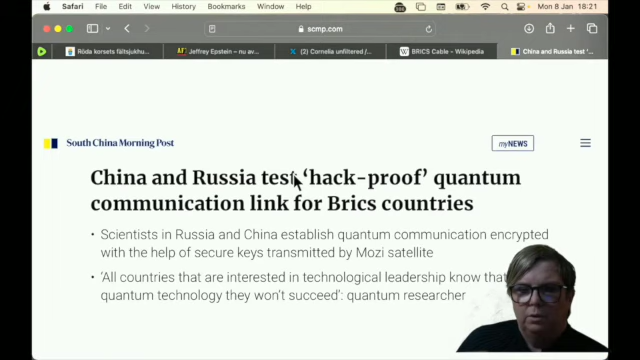 Safari File Edit View History Bookmarks Window Help Mon 8 Jan 18:21
scmp.com
Röda korsets fältsjukhu... Jeffrey Epstein – nu av... Cornelia unfiltered /... BRICS Cable - Wikipedia China and Russia test ‘...
South China Morning Post
myNEWS
China and Russia test ‘hack-proof’ quantum
communication link for Brics countries
• Scientists in Russia and China establish quantum communication encrypted
with the help of secure keys transmitted by Mozi satellite
• ‘All countries that are interested in technological leadership know that
quantum technology they won’t succeed’: quantum researcher